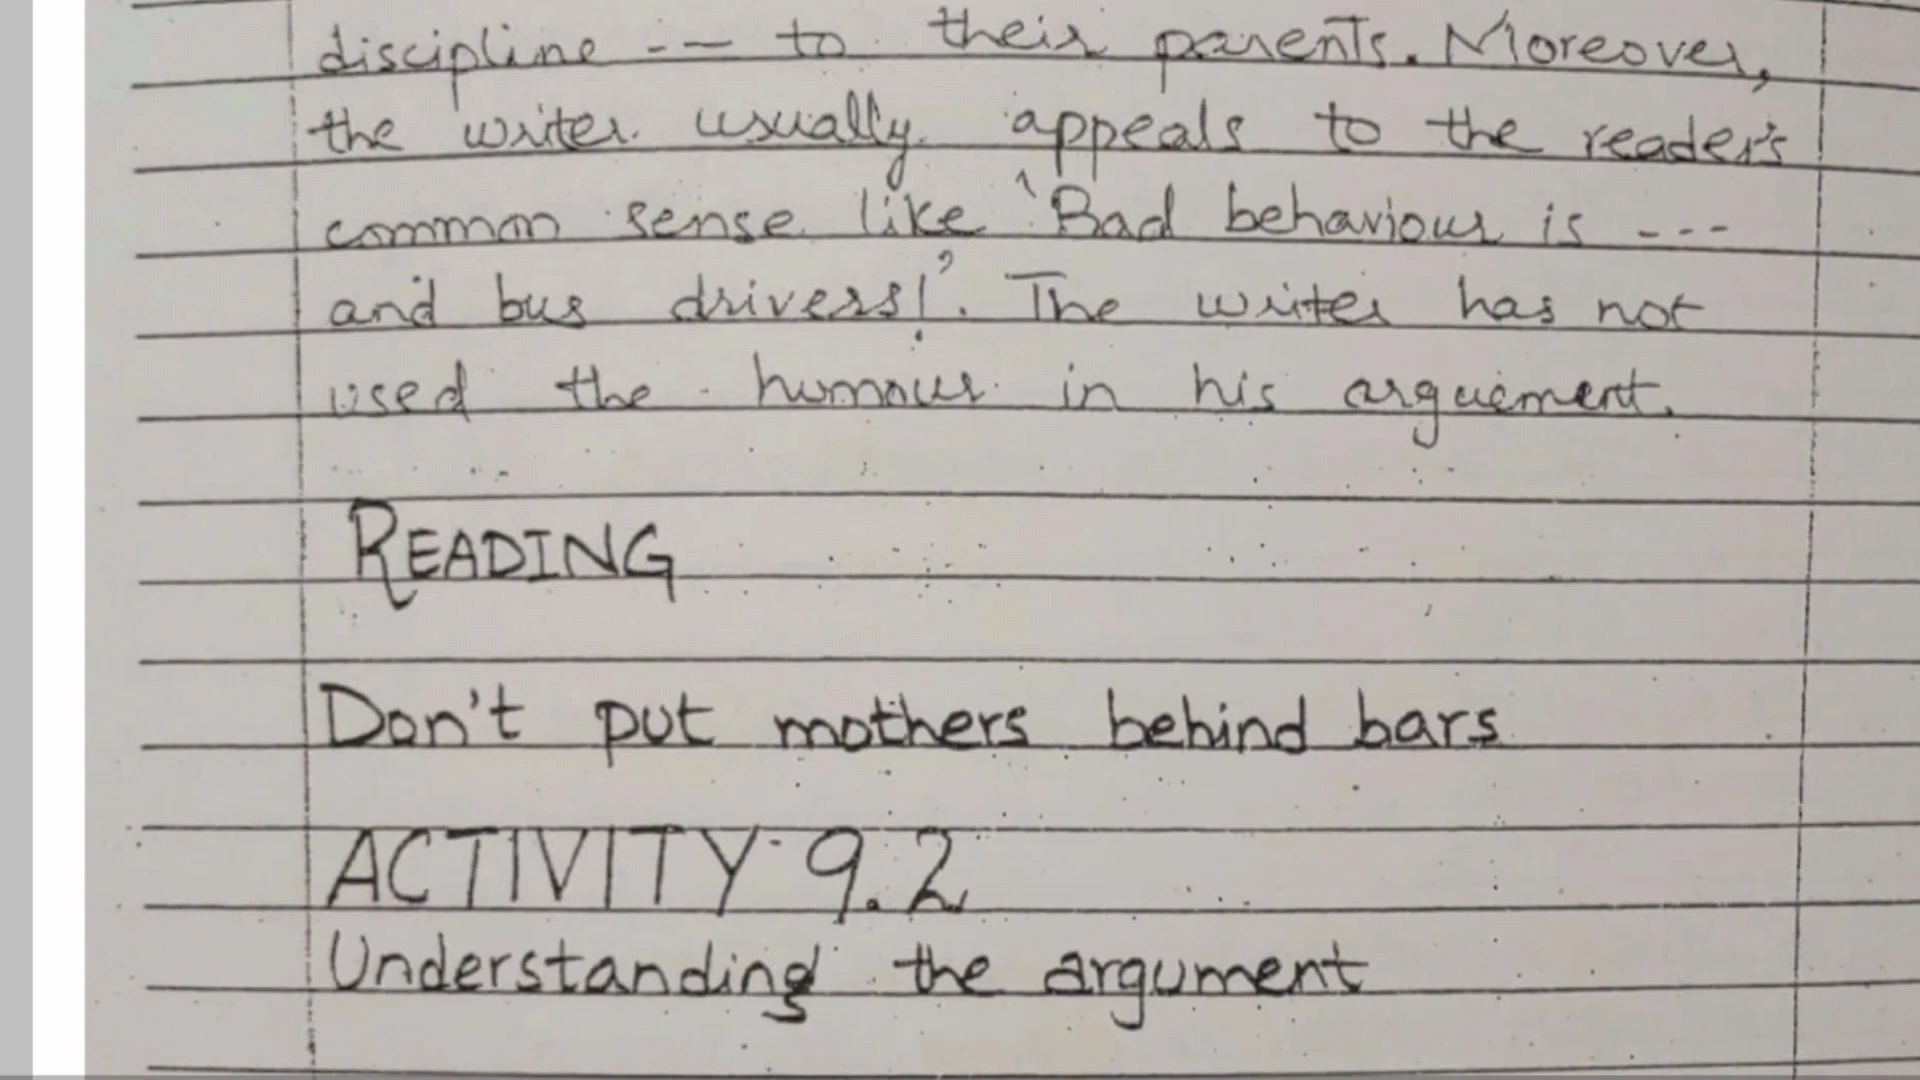 discipline --- to their parents. Moreover,
the writer usually appeals to the reader's
common sense like 'Bad behaviour is ---
and bus drivers!'. The writer has not
used the humour in his arguement.
READING
Don't put mothers behind bars
ACTIVITY 9.2
Understanding the argument